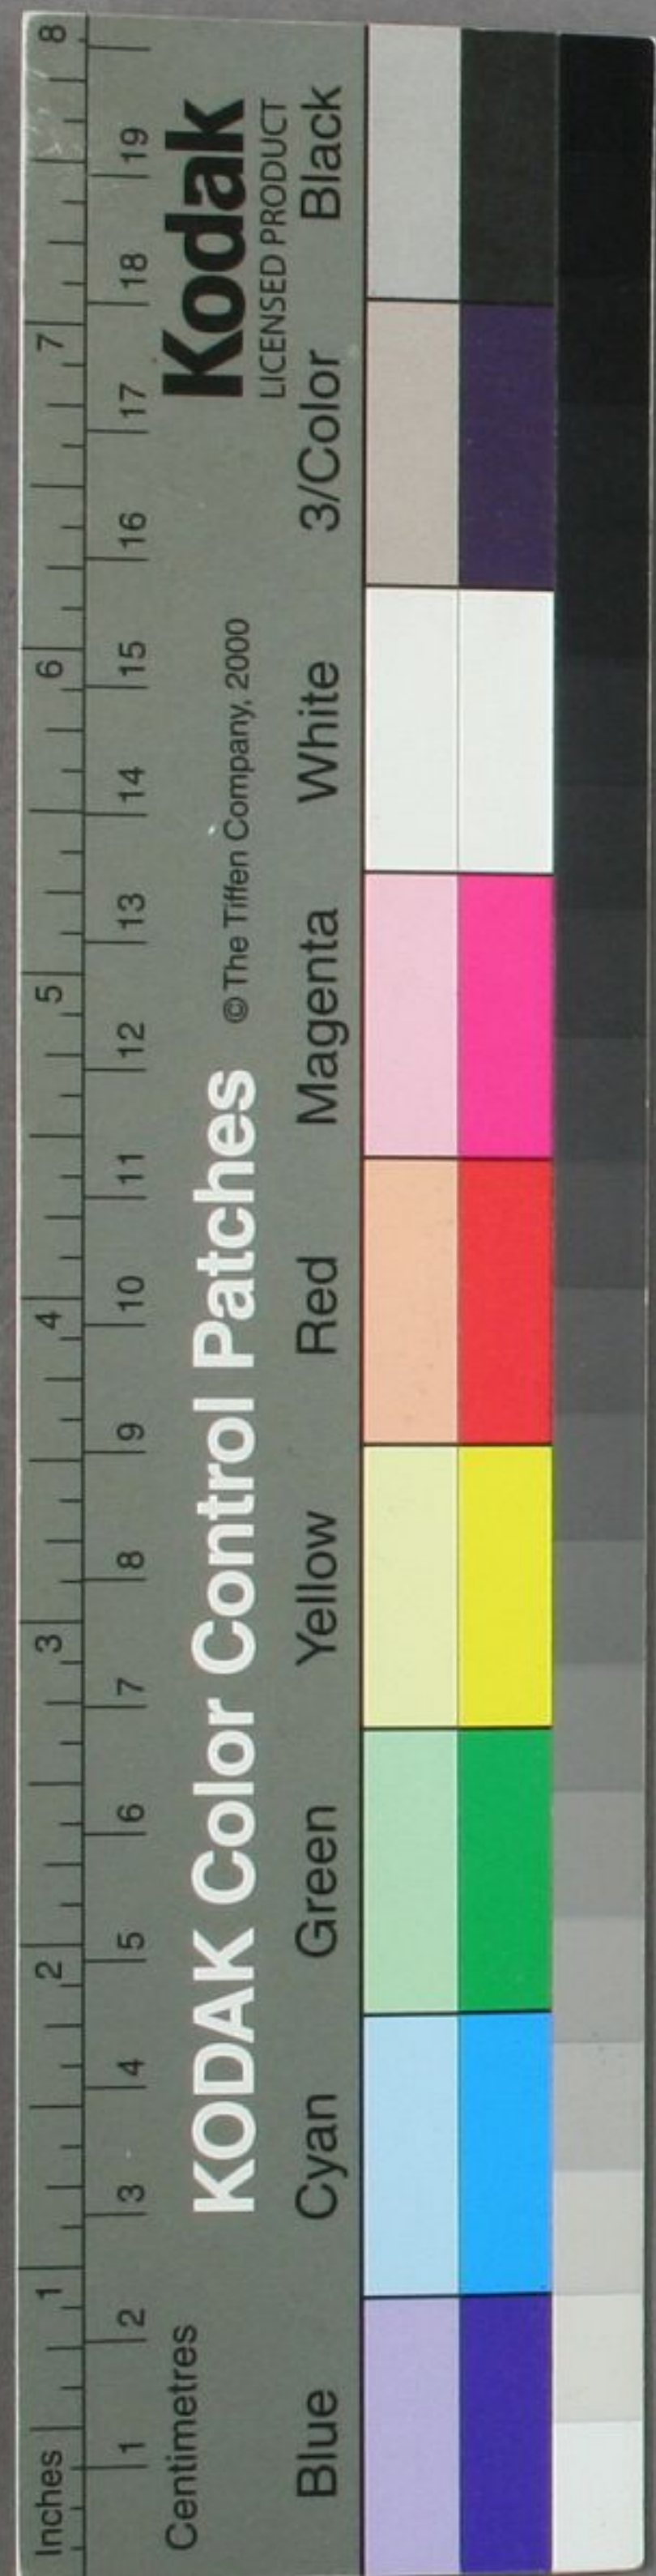 Inches 1 2 3 4 5 6 7 8
1 2 3 4 5 6 7 8 9 10 11 12 13 14 15 16 17 18 19
Centimetres
KODAK Color Control Patches © The Tiffen Company, 2000 Kodak
LICENSED PRODUCT
Blue Cyan Green Yellow Red Magenta White 3/Color Black